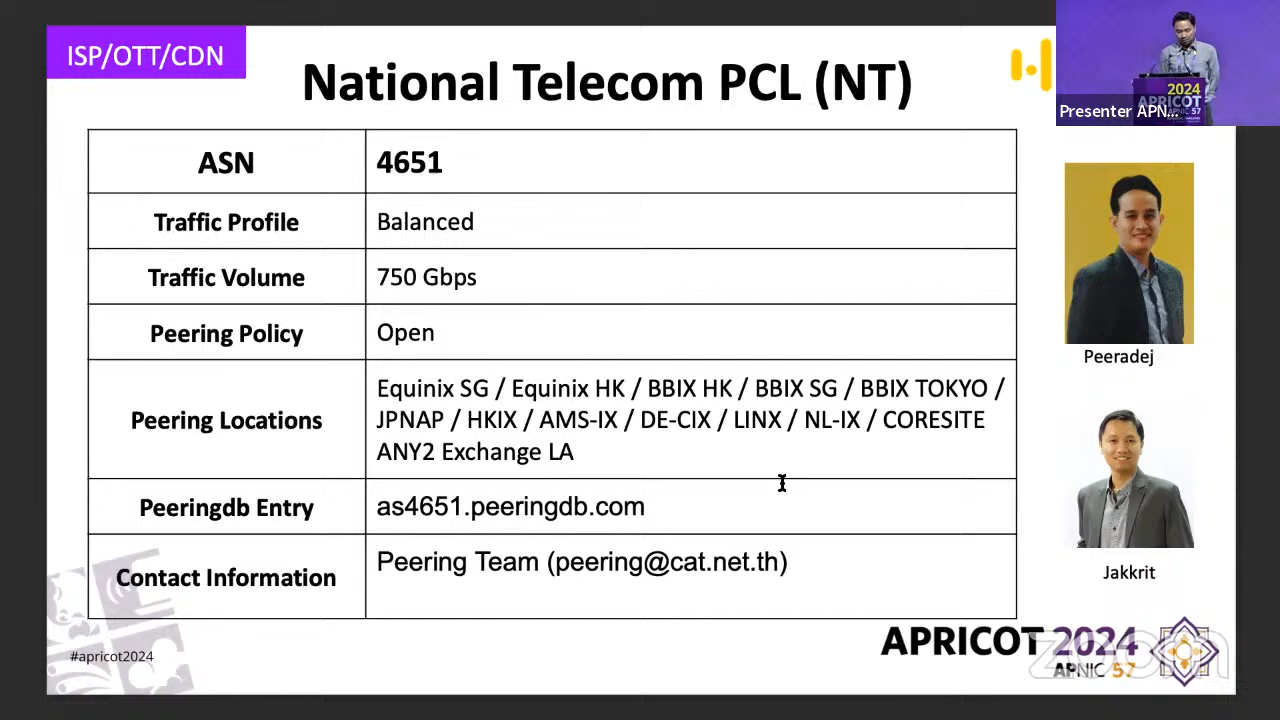 ISP/OTT/CDN
National Telecom PCL (NT)
2024
APRICOT
APNIC 57
Presenter APN...
ASN
4651
Traffic Profile
Balanced
Traffic Volume
750 Gbps
Peering Policy
Open
Peering Locations
Equinix SG / Equinix HK / BBIX HK / BBIX SG / BBIX TOKYO /
JPNAP / HKIX / AMS-IX / DE-CIX / LINX / NL-IX / CORESITE
ANY2 Exchange LA
Peeringdb Entry
as4651.peeringdb.com
Contact Information
Peering Team (peering@cat.net.th)
Peeradej
Jakkrit
#apricot2024
APRICOT 2024
APNIC 57
zoom